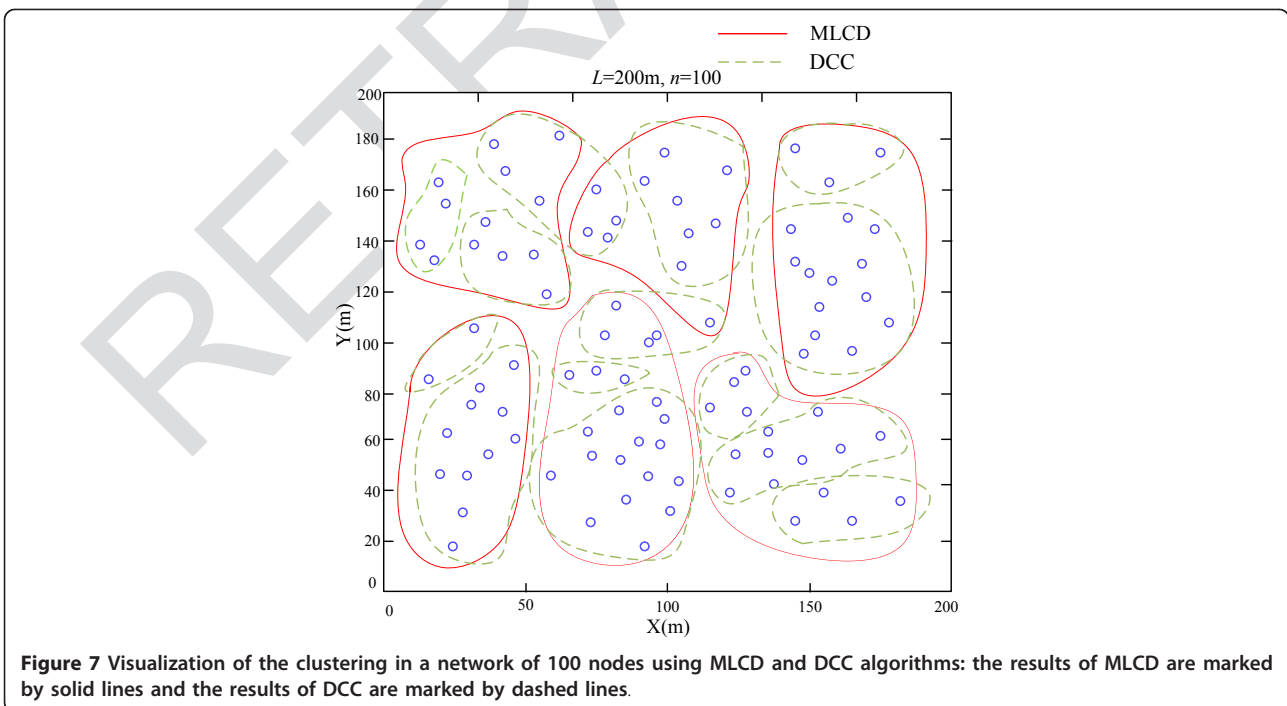 MLCD
DCC
L=200m, n=100
200
180
160
140
120
100
80
60
40
20
0
Y(m)
0 50 100 150 200
X(m)
RETRA
Figure 7 Visualization of the clustering in a network of 100 nodes using MLCD and DCC algorithms: the results of MLCD are marked
by solid lines and the results of DCC are marked by dashed lines.